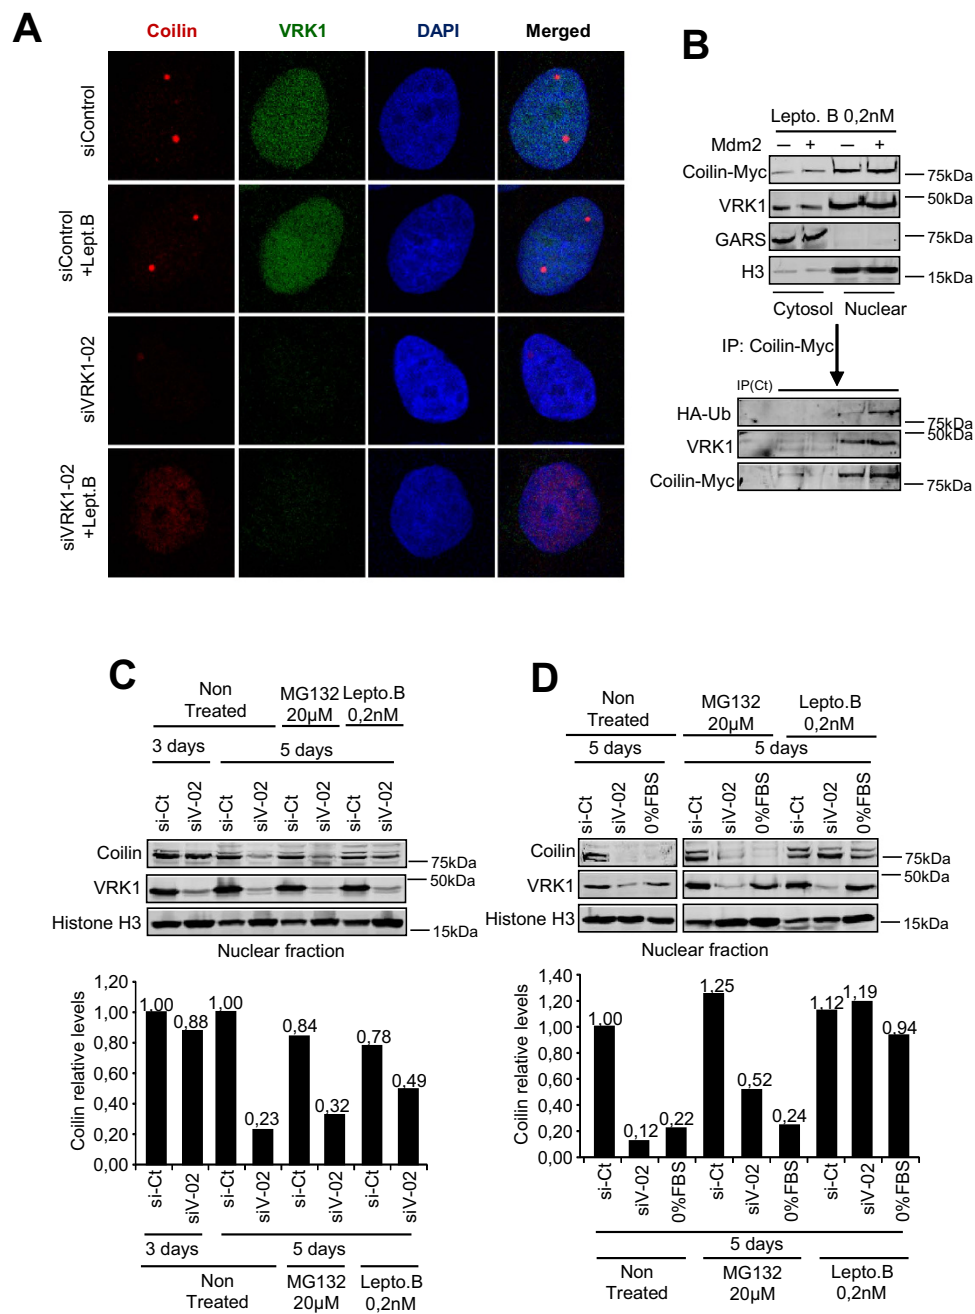 A
Coilin VRK1 DAPI Merged
siControl
siControl
+Lept.B
siVRK1-02
siVRK1-02
+Lept.B
B
Lepto. B 0,2nM
Mdm2 — + — +
Coilin-Myc 75kDa
VRK1 50kDa
GARS 75kDa
H3 15kDa
Cytosol Nuclear
IP: Coilin-Myc
IP(Ct)
HA-Ub 75kDa
VRK1 50kDa
Coilin-Myc 75kDa
C
Non
Treated
MG132
20µM
Lepto.B
0,2nM
3 days 5 days
si-Ct siV-02 si-Ct siV-02 si-Ct siV-02 si-Ct siV-02
Coilin 75kDa
VRK1 50kDa
Histone H3 15kDa
Nuclear fraction
Coilin relative levels
1,20
1,00
0,80
0,60
0,40
0,20
0,00
1,00 0,88 1,00 0,23 0,84 0,32 0,78 0,49
si-Ct siV-02 si-Ct siV-02 si-Ct siV-02 si-Ct siV-02
3 days 5 days
Non
Treated
MG132
20µM
Lepto.B
0,2nM
D
Non
Treated
MG132
20µM
Lepto.B
0,2nM
5 days 5 days
si-Ct siV-02 0%FBS si-Ct siV-02 0%FBS si-Ct siV-02 0%FBS
Coilin 75kDa
VRK1 50kDa
Histone H3 15kDa
Nuclear fraction
Coilin relative levels
1,40
1,20
1,00
0,80
0,60
0,40
0,20
0,00
1,00 0,12 0,22 1,25 0,52 0,24 1,12 1,19 0,94
si-Ct siV-02 0%FBS si-Ct siV-02 0%FBS si-Ct siV-02 0%FBS
5 days
Non
Treated
MG132
20µM
Lepto.B
0,2nM